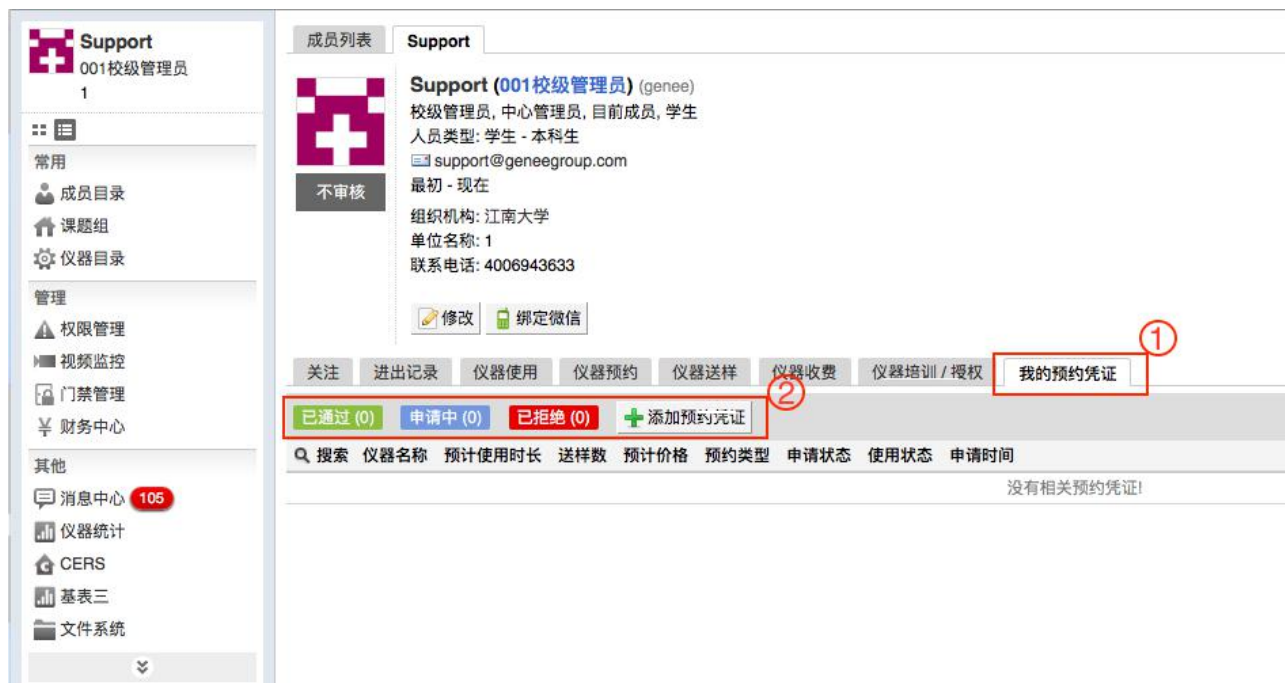 Support
001校级管理员
1
常用
成员目录
课题组
仪器目录
管理
权限管理
视频监控
门禁管理
财务中心
其他
消息中心 105
仪器统计
CERS
基表三
文件系统
成员列表 Support
Support (001校级管理员) (genee)
校级管理员, 中心管理员, 目前成员, 学生
人员类型: 学生 - 本科生
support@geneegroup.com
不审核
最初 - 现在
组织机构: 江南大学
单位名称: 1
联系电话: 4006943633
修改 绑定微信
①
关注 进出记录 仪器使用 仪器预约 仪器送样 仪器收费 仪器培训 / 授权 我的预约凭证
②
已通过 (0) 申请中 (0) 已拒绝 (0) 添加预约凭证
搜索 仪器名称 预计使用时长 送样数 预计价格 预约类型 申请状态 使用状态 申请时间
没有相关预约凭证!